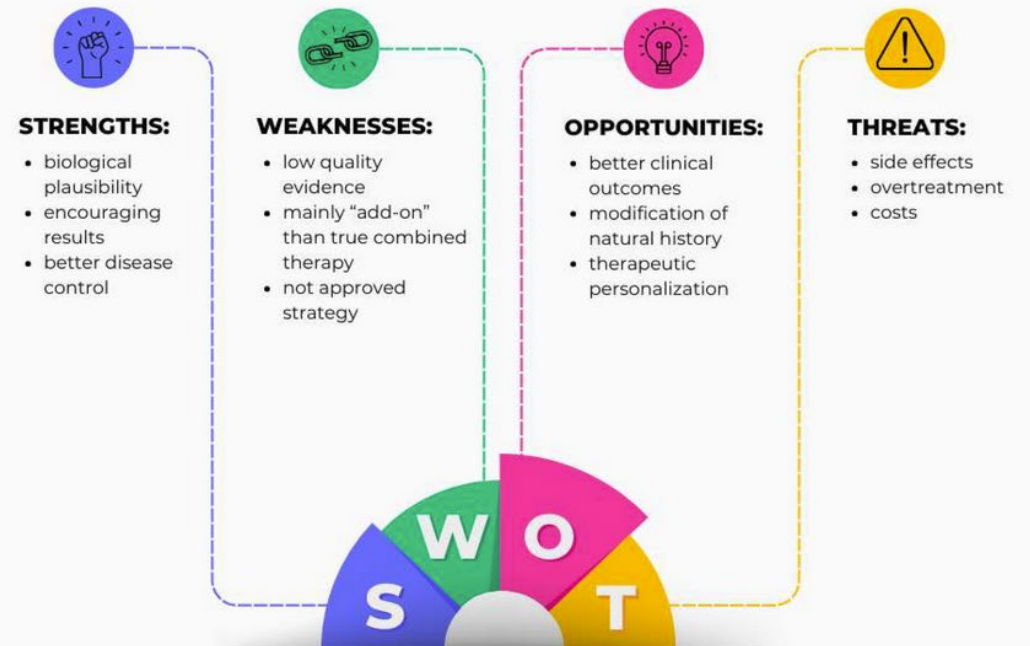 STRENGTHS:
• biological
plausibility
• encouraging
results
• better disease
control
WEAKNESSES:
• low quality
evidence
• mainly “add-on”
than true combined
therapy
• not approved
strategy
OPPORTUNITIES:
• better clinical
outcomes
• modification of
natural history
• therapeutic
personalization
THREATS:
• side effects
• overtreatment
• costs
S
W
O
T